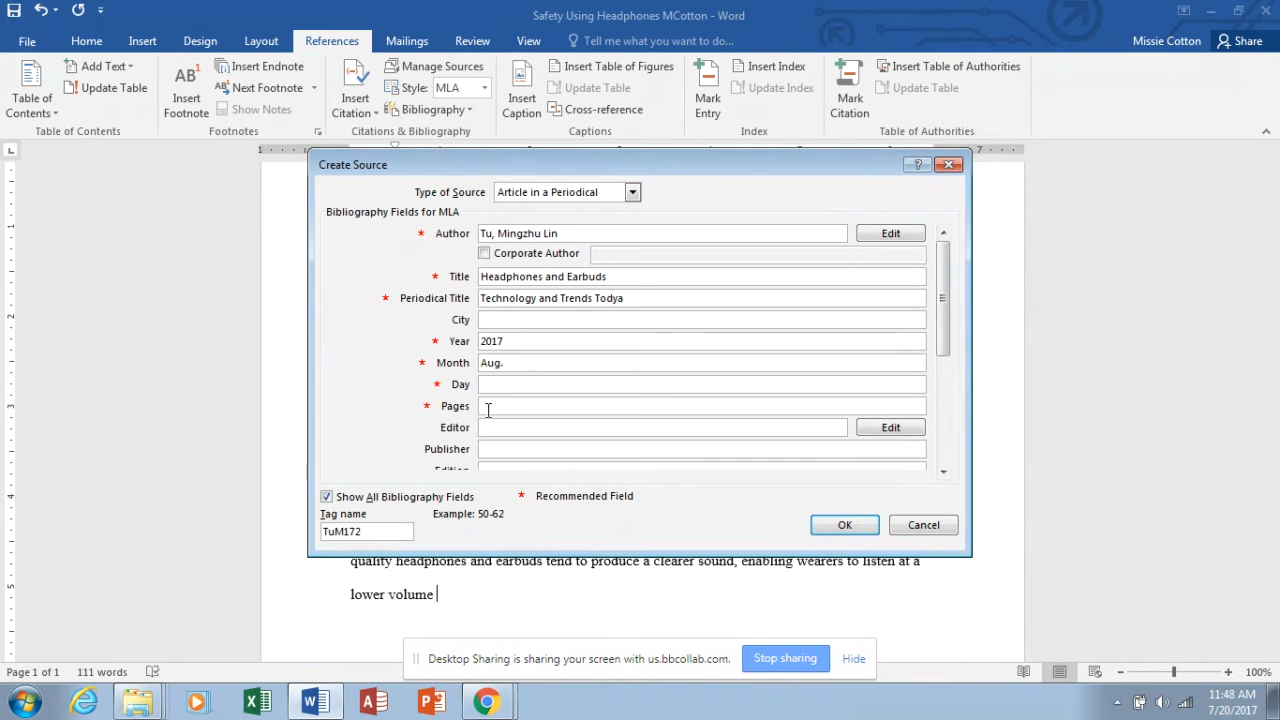 Safety Using Headphones MCotton - Word
File Home Insert Design Layout References Mailings Review View Tell me what you want to do... Missie Cotton Share
Table of Contents
Add Text
Update Table
Table of Contents
AB1
Insert Footnote
Insert Endnote
AB1 Next Footnote
Show Notes
Footnotes
Insert Citation
Manage Sources
Style: MLA
Bibliography
Citations & Bibliography
Insert Caption
Insert Table of Figures
Update Table
Cross-reference
Captions
Mark Entry
Insert Index
Update Index
Index
Mark Citation
Insert Table of Authorities
Update Table
Table of Authorities
1 7
2
3
4
5
Create Source
?
Type of Source Article in a Periodical
Bibliography Fields for MLA
* Author Tu, Mingzhu Lin Edit
Corporate Author
* Title Headphones and Earbuds
* Periodical Title Technology and Trends Todya
City
* Year 2017
* Month Aug.
* Day
* Pages
Editor Edit
Publisher
Edition
Show All Bibliography Fields * Recommended Field
Tag name Example: 50-62
TuM172
OK Cancel
quality headphones and earbuds tend to produce a clearer sound, enabling wearers to listen at a
lower volume
Desktop Sharing is sharing your screen with us.bbcollab.com. Stop sharing Hide
Page 1 of 1 111 words 100%
11:48 AM
7/20/2017